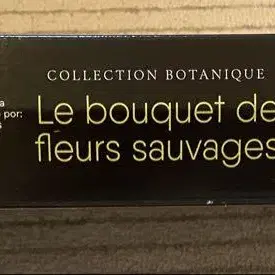 COLLECTION BOTANIQUE
Le bouquet de
fleurs sauvages
a
por:
s